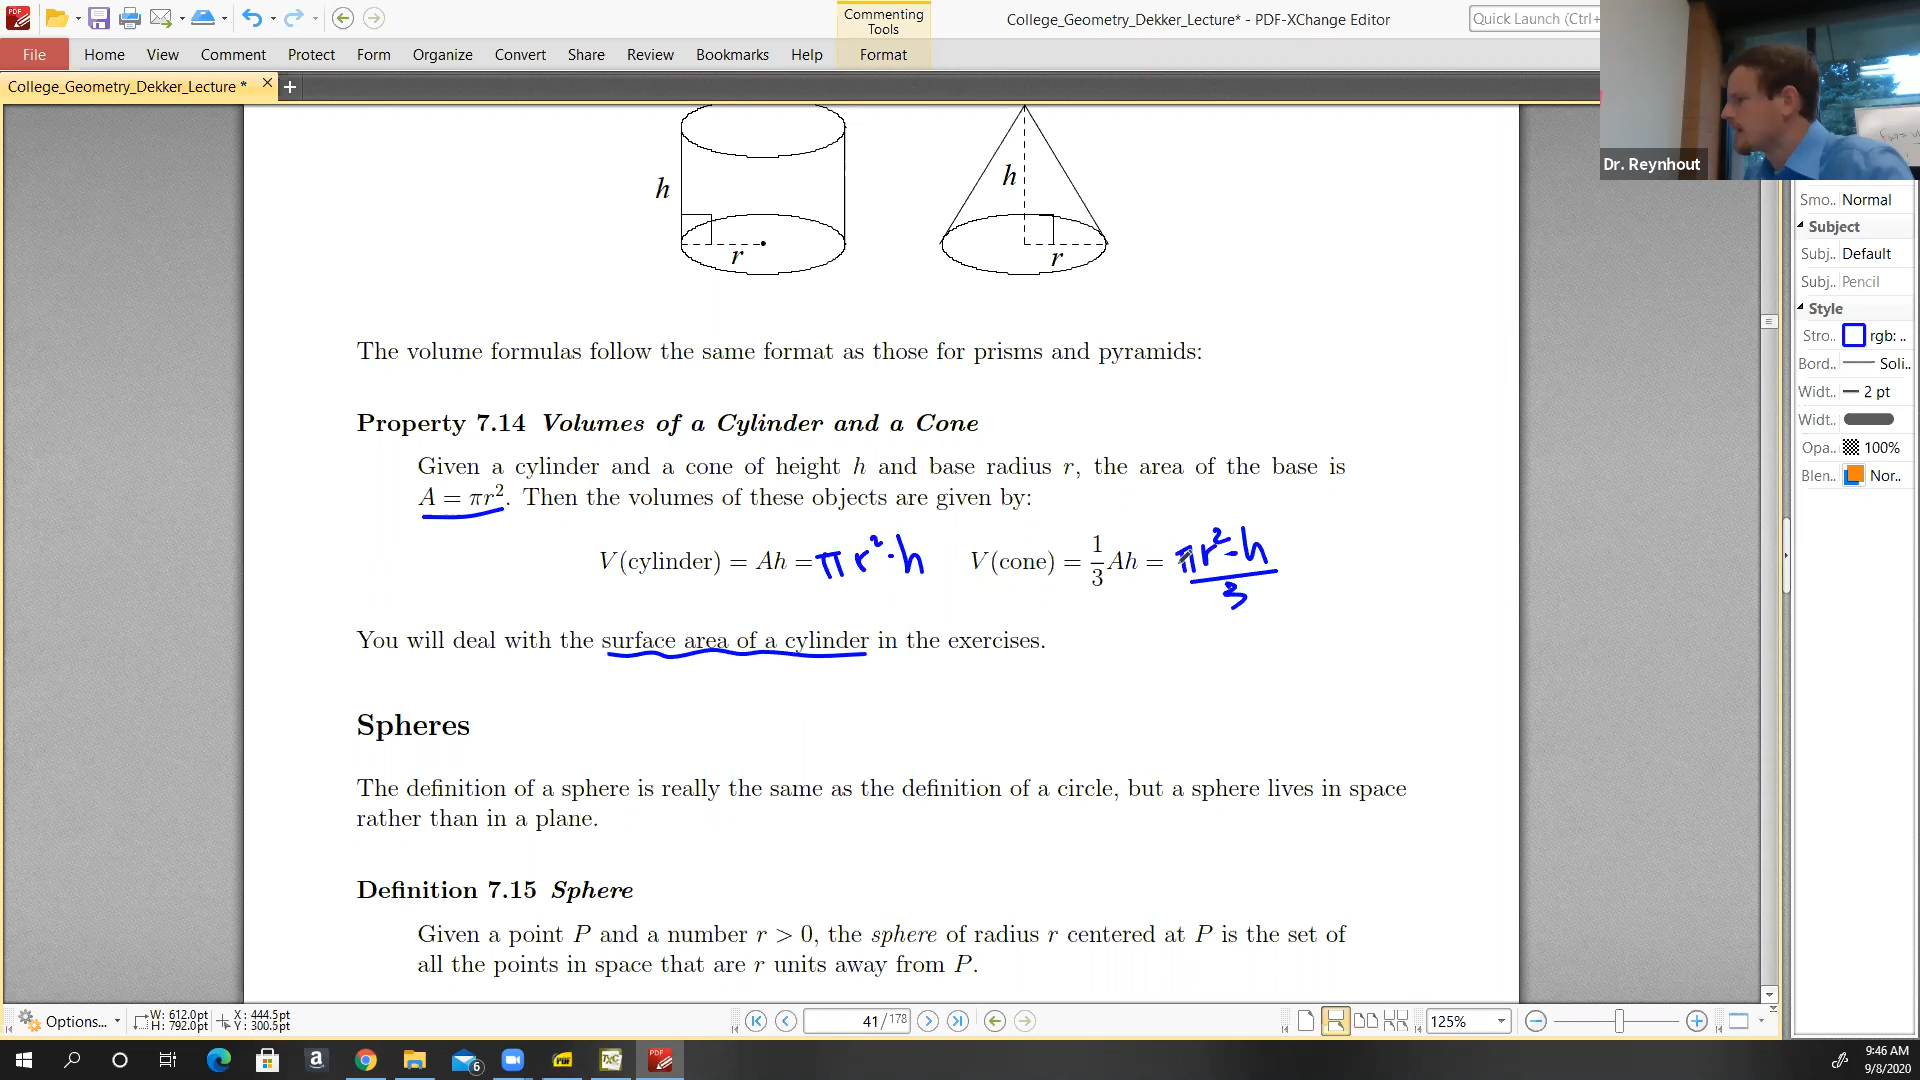 Commenting Tools
College_Geometry_Dekker_Lecture* - PDF-XChange Editor
Quick Launch (Ctrl+
File Home View Comment Protect Form Organize Convert Share Review Bookmarks Help Format
College_Geometry_Dekker_Lecture *
Dr. Reynhout
h
r
h
r
The volume formulas follow the same format as those for prisms and pyramids:
Property 7.14 Volumes of a Cylinder and a Cone
Given a cylinder and a cone of height h and base radius r, the area of the base is
A = πr². Then the volumes of these objects are given by:
V(cylinder) = Ah = πr²·h V(cone) = 1/3 Ah = πr²·h/3
You will deal with the surface area of a cylinder in the exercises.
Spheres
The definition of a sphere is really the same as the definition of a circle, but a sphere lives in space
rather than in a plane.
Definition 7.15 Sphere
Given a point P and a number r > 0, the sphere of radius r centered at P is the set of
all the points in space that are r units away from P.
Smo.. Normal
Subject
Subj.. Default
Subj.. Pencil
Style
Stro.. rgb: ..
Bord.. Soli..
Widt.. 2 pt
Widt..
Opa.. 100%
Blen.. Nor..
Options...
W: 612.0pt
H: 792.0pt
X: 444.5pt
Y: 300.5pt
41 / 178
125%
6
9:46 AM
9/8/2020